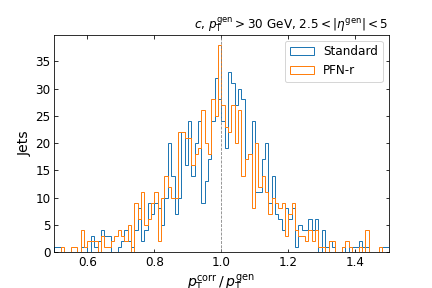 c, p_T^gen > 30 GeV, 2.5 < |η^gen| < 5
Standard
PFN-r
Jets
35
30
25
20
15
10
5
0
0.6 0.8 1.0 1.2 1.4
p_T^corr / p_T^gen